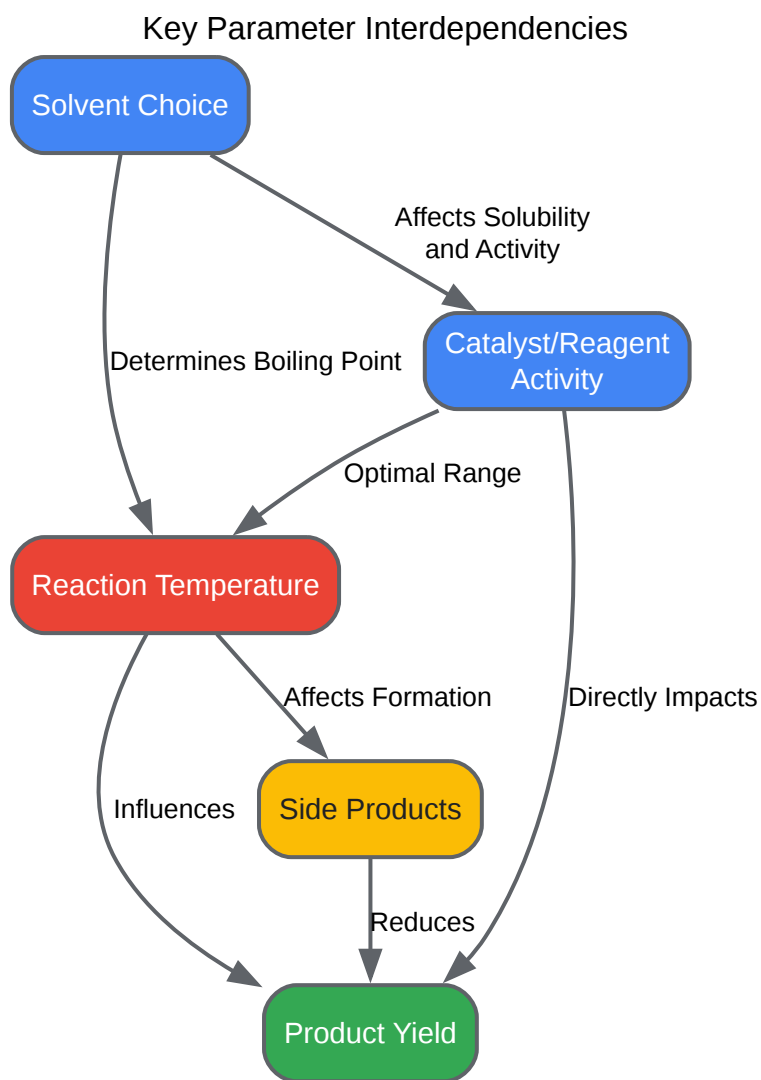 Key Parameter Interdependencies
Solvent Choice
Affects Solubility
and Activity
Catalyst/Reagent
Activity
Determines Boiling Point
Optimal Range
Reaction Temperature
Affects Formation
Directly Impacts
Influences
Side Products
Reduces
Product Yield